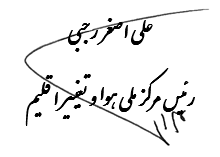 علی اصغر رجبی
رئیس مرکز ملی هوا و تغییر اقلیم